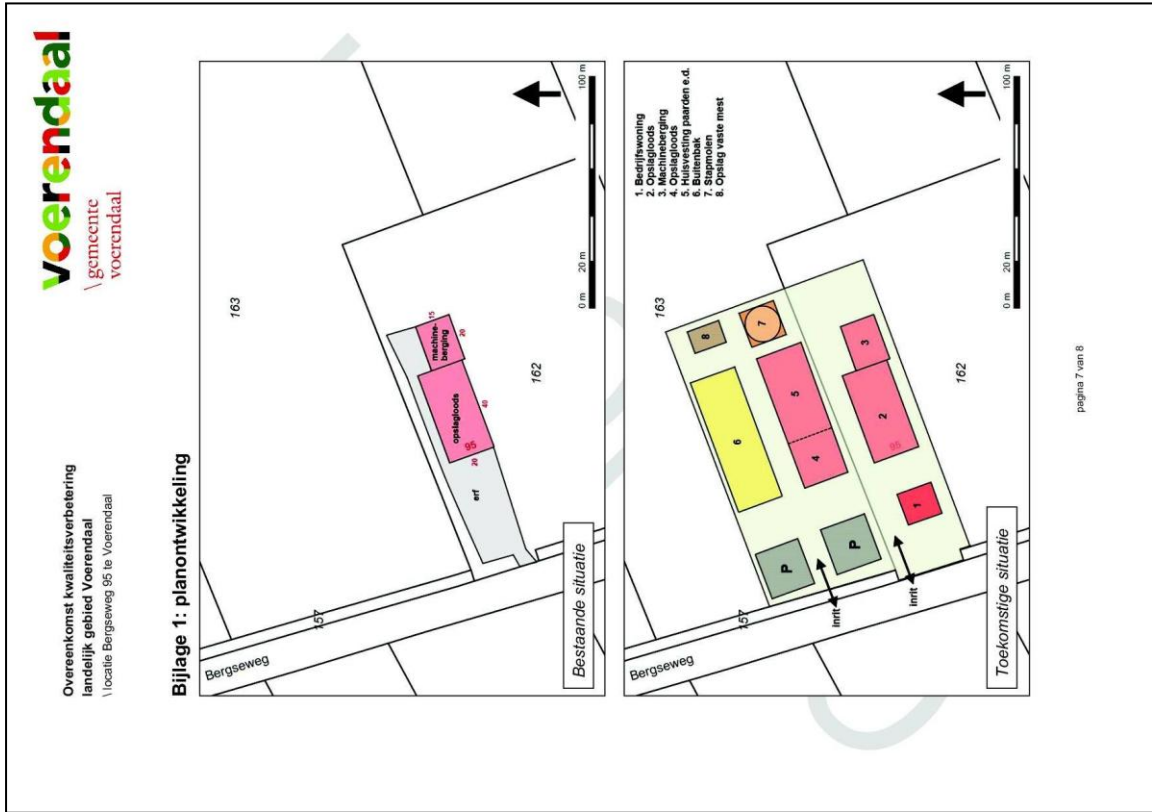 Overeenkomst kwaliteitsverbetering
landelijk gebied Voerendaal
\ locatie Bergseweg 95 te Voerendaal
voerendaal
\ gemeente
voerendaal
Bijlage 1: planontwikkeling
163
157
Bergseweg
erf
opslagloods
machine-
berging
15
20
40
20
95
162
Bestaande situatie
0 m
20 m
100 m
1. Bedrijfswoning
2. Opslagloods
3. Machineberging
4. Opslagloods
5. Huisvesting paarden e.d.
6. Buitenbak
7. Stapmolen
8. Opslag vaste mest
163
157
Bergseweg
8
7
6
5
4
P
P
3
2
95
1
inrit
inrit
162
Toekomstige situatie
0 m
20 m
100 m
pagina 7 van 8